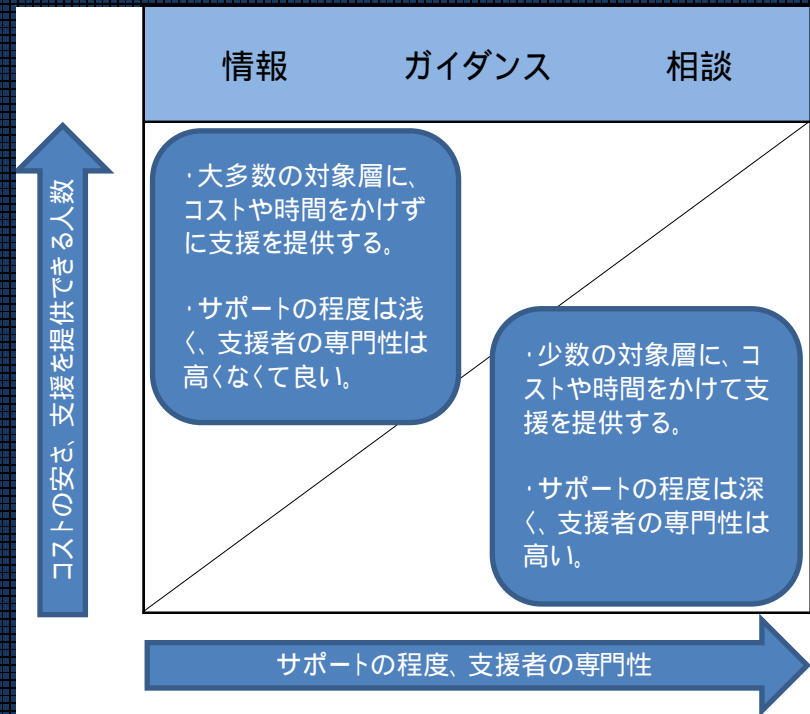 情報 ガイダンス 相談
・大多数の対象層に、
コストや時間をかけず
に支援を提供する。
・サポートの程度は浅
く、支援者の専門性は
高くなくて良い。
・少数の対象層に、コ
ストや時間をかけて支
援を提供する。
・サポートの程度は深
く、支援者の専門性は
高い。
コストの安さ、支援を提供できる人数
サポートの程度、支援者の専門性